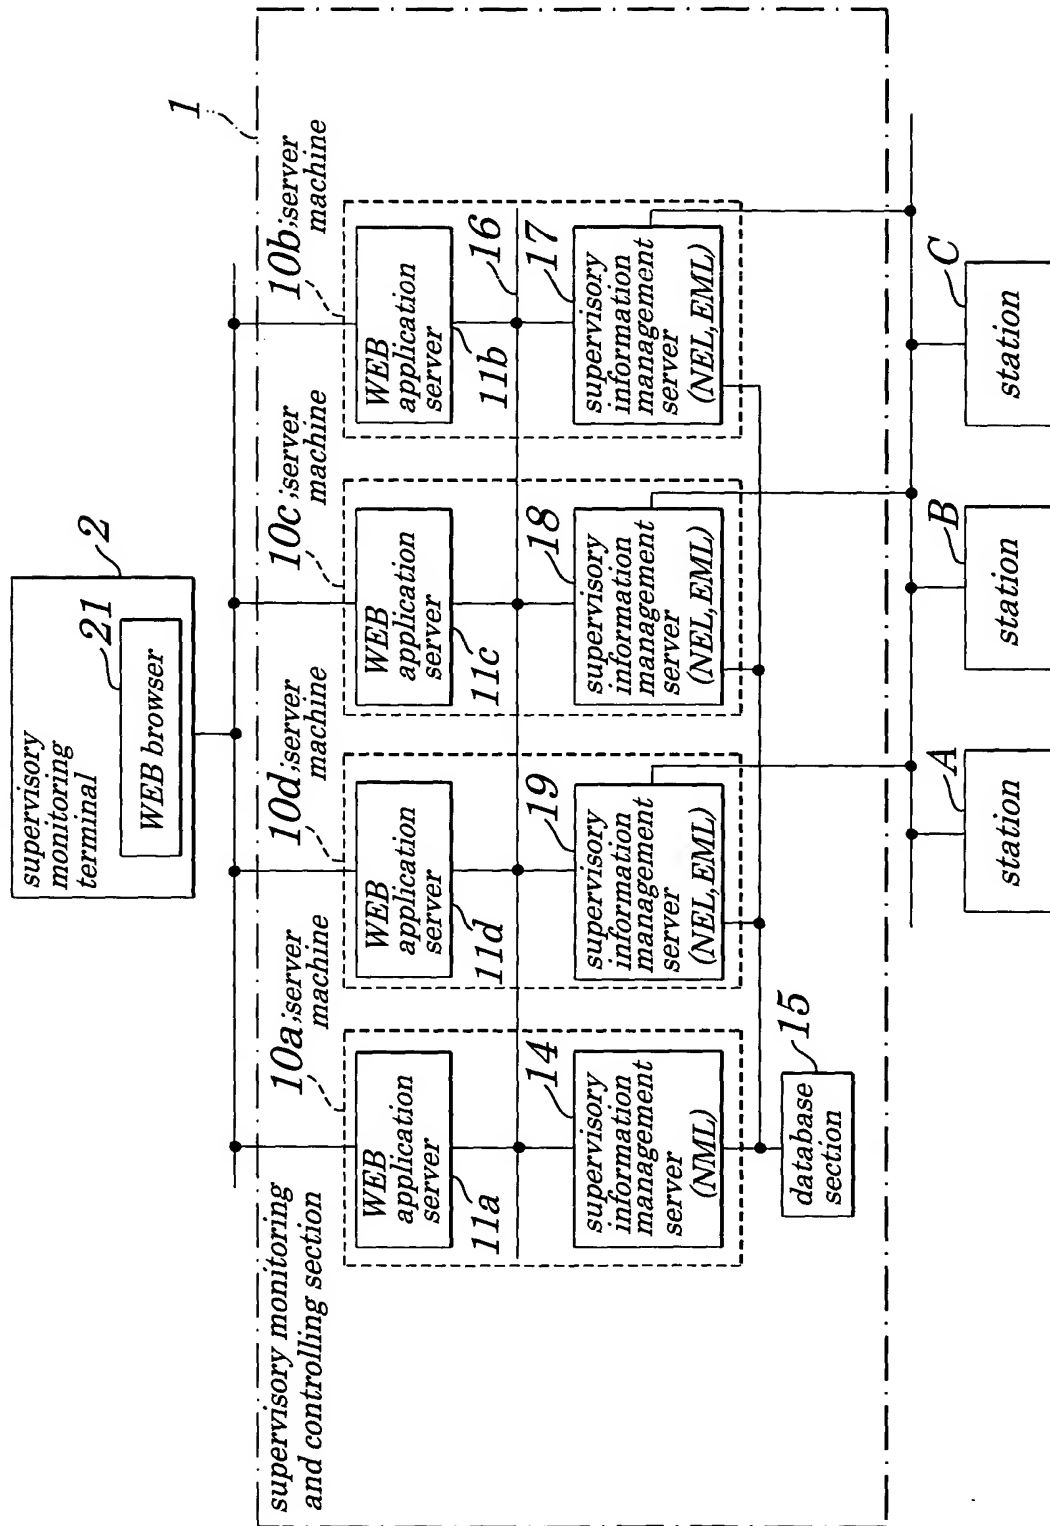 supervisory
monitoring
terminal
2
21
WEB browser
1
supervisory monitoring
and controlling section
10a;server
machine
10d;server
machine
10c;server
machine
10b;server
machine
WEB
application
server
11a
WEB
application
server
11d
WEB
application
server
11c
WEB
application
server
11b
16
14
supervisory
information
management
server
(NML)
19
supervisory
information
management
server
(NEL,EML)
18
supervisory
information
management
server
(NEL,EML)
17
supervisory
information
management
server
(NEL,EML)
15
database
section
A
station
B
station
C
station